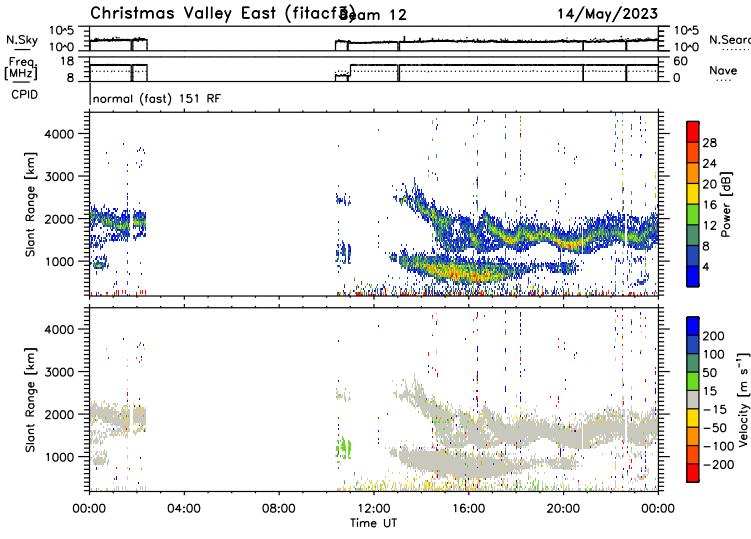 Christmas Valley East (fitacf3) Beam 12 14/May/2023
N.Sky 10^5 10^0 10^5 10^0 N.Sear
Freq. [MHz] 18 8 60 0 Nave
CPID normal (fast) 151 RF
Slant Range [km] 4000 3000 2000 1000
28 24 20 16 12 8 4 Power [dB]
Slant Range [km] 4000 3000 2000 1000
200 100 50 15 −15 −50 −100 −200 Velocity [m s⁻¹]
00:00 04:00 08:00 12:00 16:00 20:00 00:00
Time UT